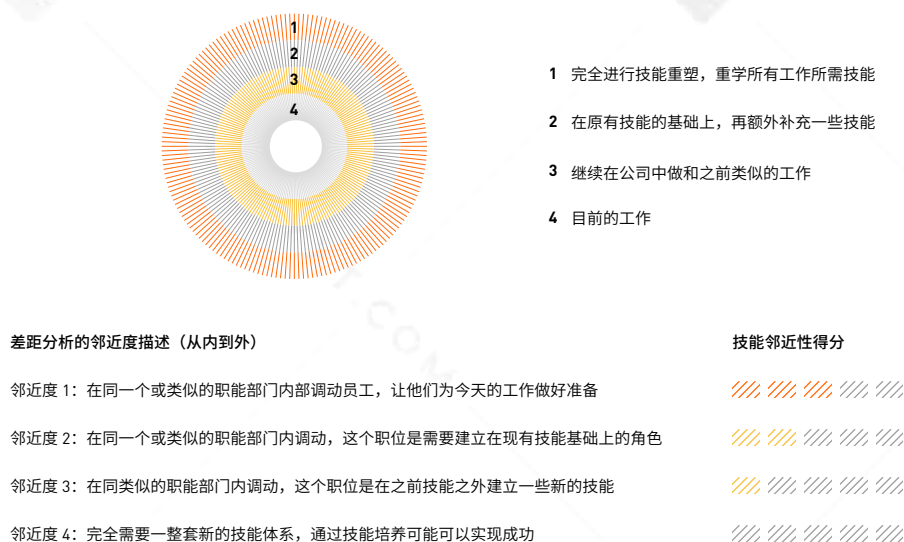 1
2
3
4
1 完全进行技能重塑，重学所有工作所需技能
2 在原有技能的基础上，再额外补充一些技能
3 继续在公司中做和之前类似的工作
4 目前的工作
差距分析的邻近度描述（从内到外） 技能邻近性得分
邻近度 1：在同一个或类似的职能部门内部调动员工，让他们为今天的工作做好准备
邻近度 2：在同一个或类似的职能部门内调动，这个职位是需要建立在现有技能基础上的角色
邻近度 3：在同类似的职能部门内调动，这个职位是在之前技能之外建立一些新的技能
邻近度 4：完全需要一整套新的技能体系，通过技能培养可能可以实现成功